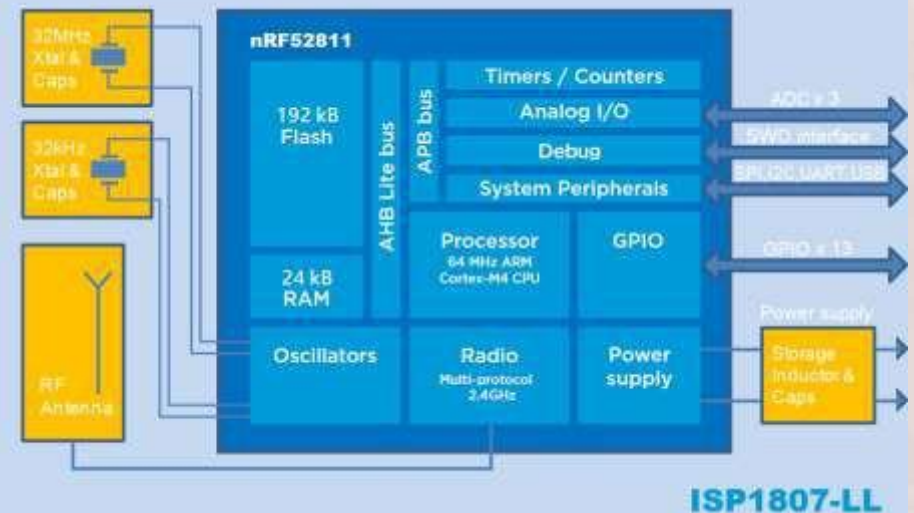 32MHz
Xtal &
Caps
32kHz
Xtal &
Caps
RF
Antenna
nRF52811
192 kB
Flash
24 kB
RAM
AHB Lite bus
APB bus
Timers / Counters
Analog I/O
Debug
System Peripherals
Processor
64 MHz ARM
Cortex-M4 CPU
GPIO
Oscillators
Radio
Multi-protocol
2.4GHz
Power
supply
ADC x 3
SWD interface
SPI,I2C,UART,USB
GPIO x 13
Power supply
Storage
Inductor &
Caps
ISP1807-LL